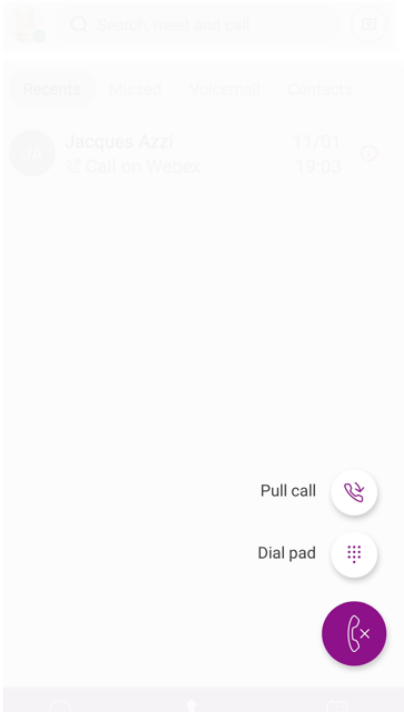 Search, meet and call
Recents Missed Voicemail Contacts
Jacques Azzi 11/01
Call on Webex 19:03
Pull call
Dial pad